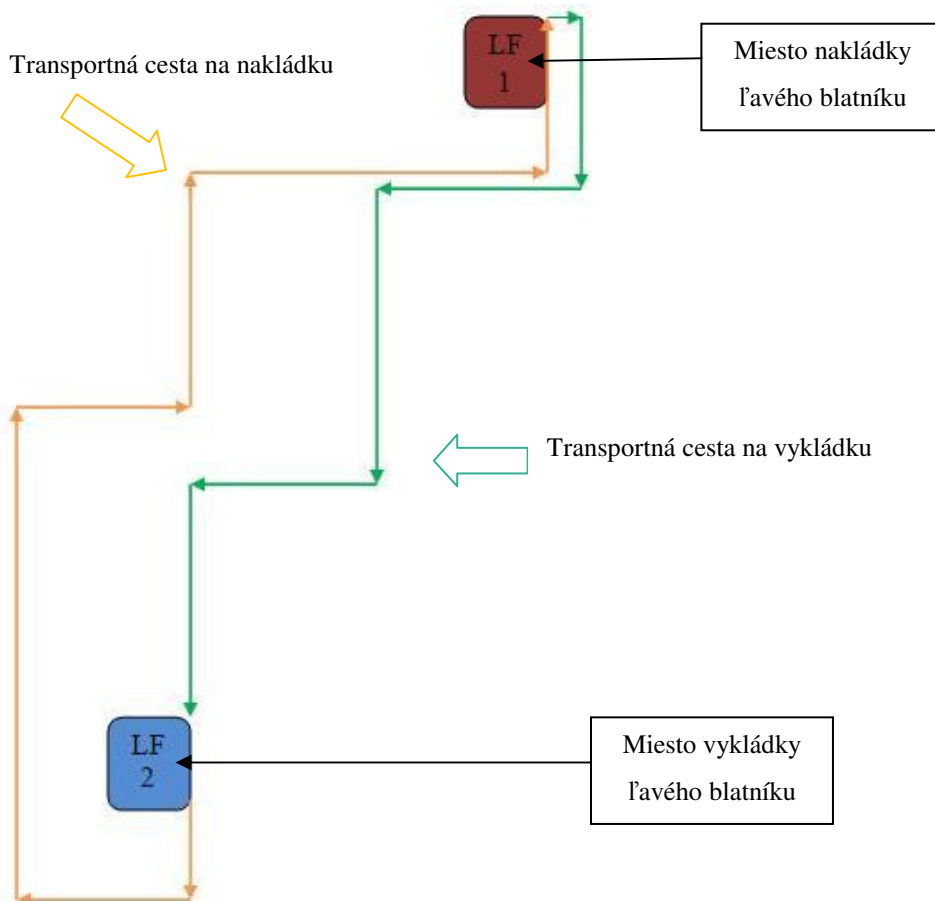 LF
1
Miesto nakládky
ľavého blatníku
Transportná cesta na nakládku
Transportná cesta na vykládku
LF
2
Miesto vykládky
ľavého blatníku